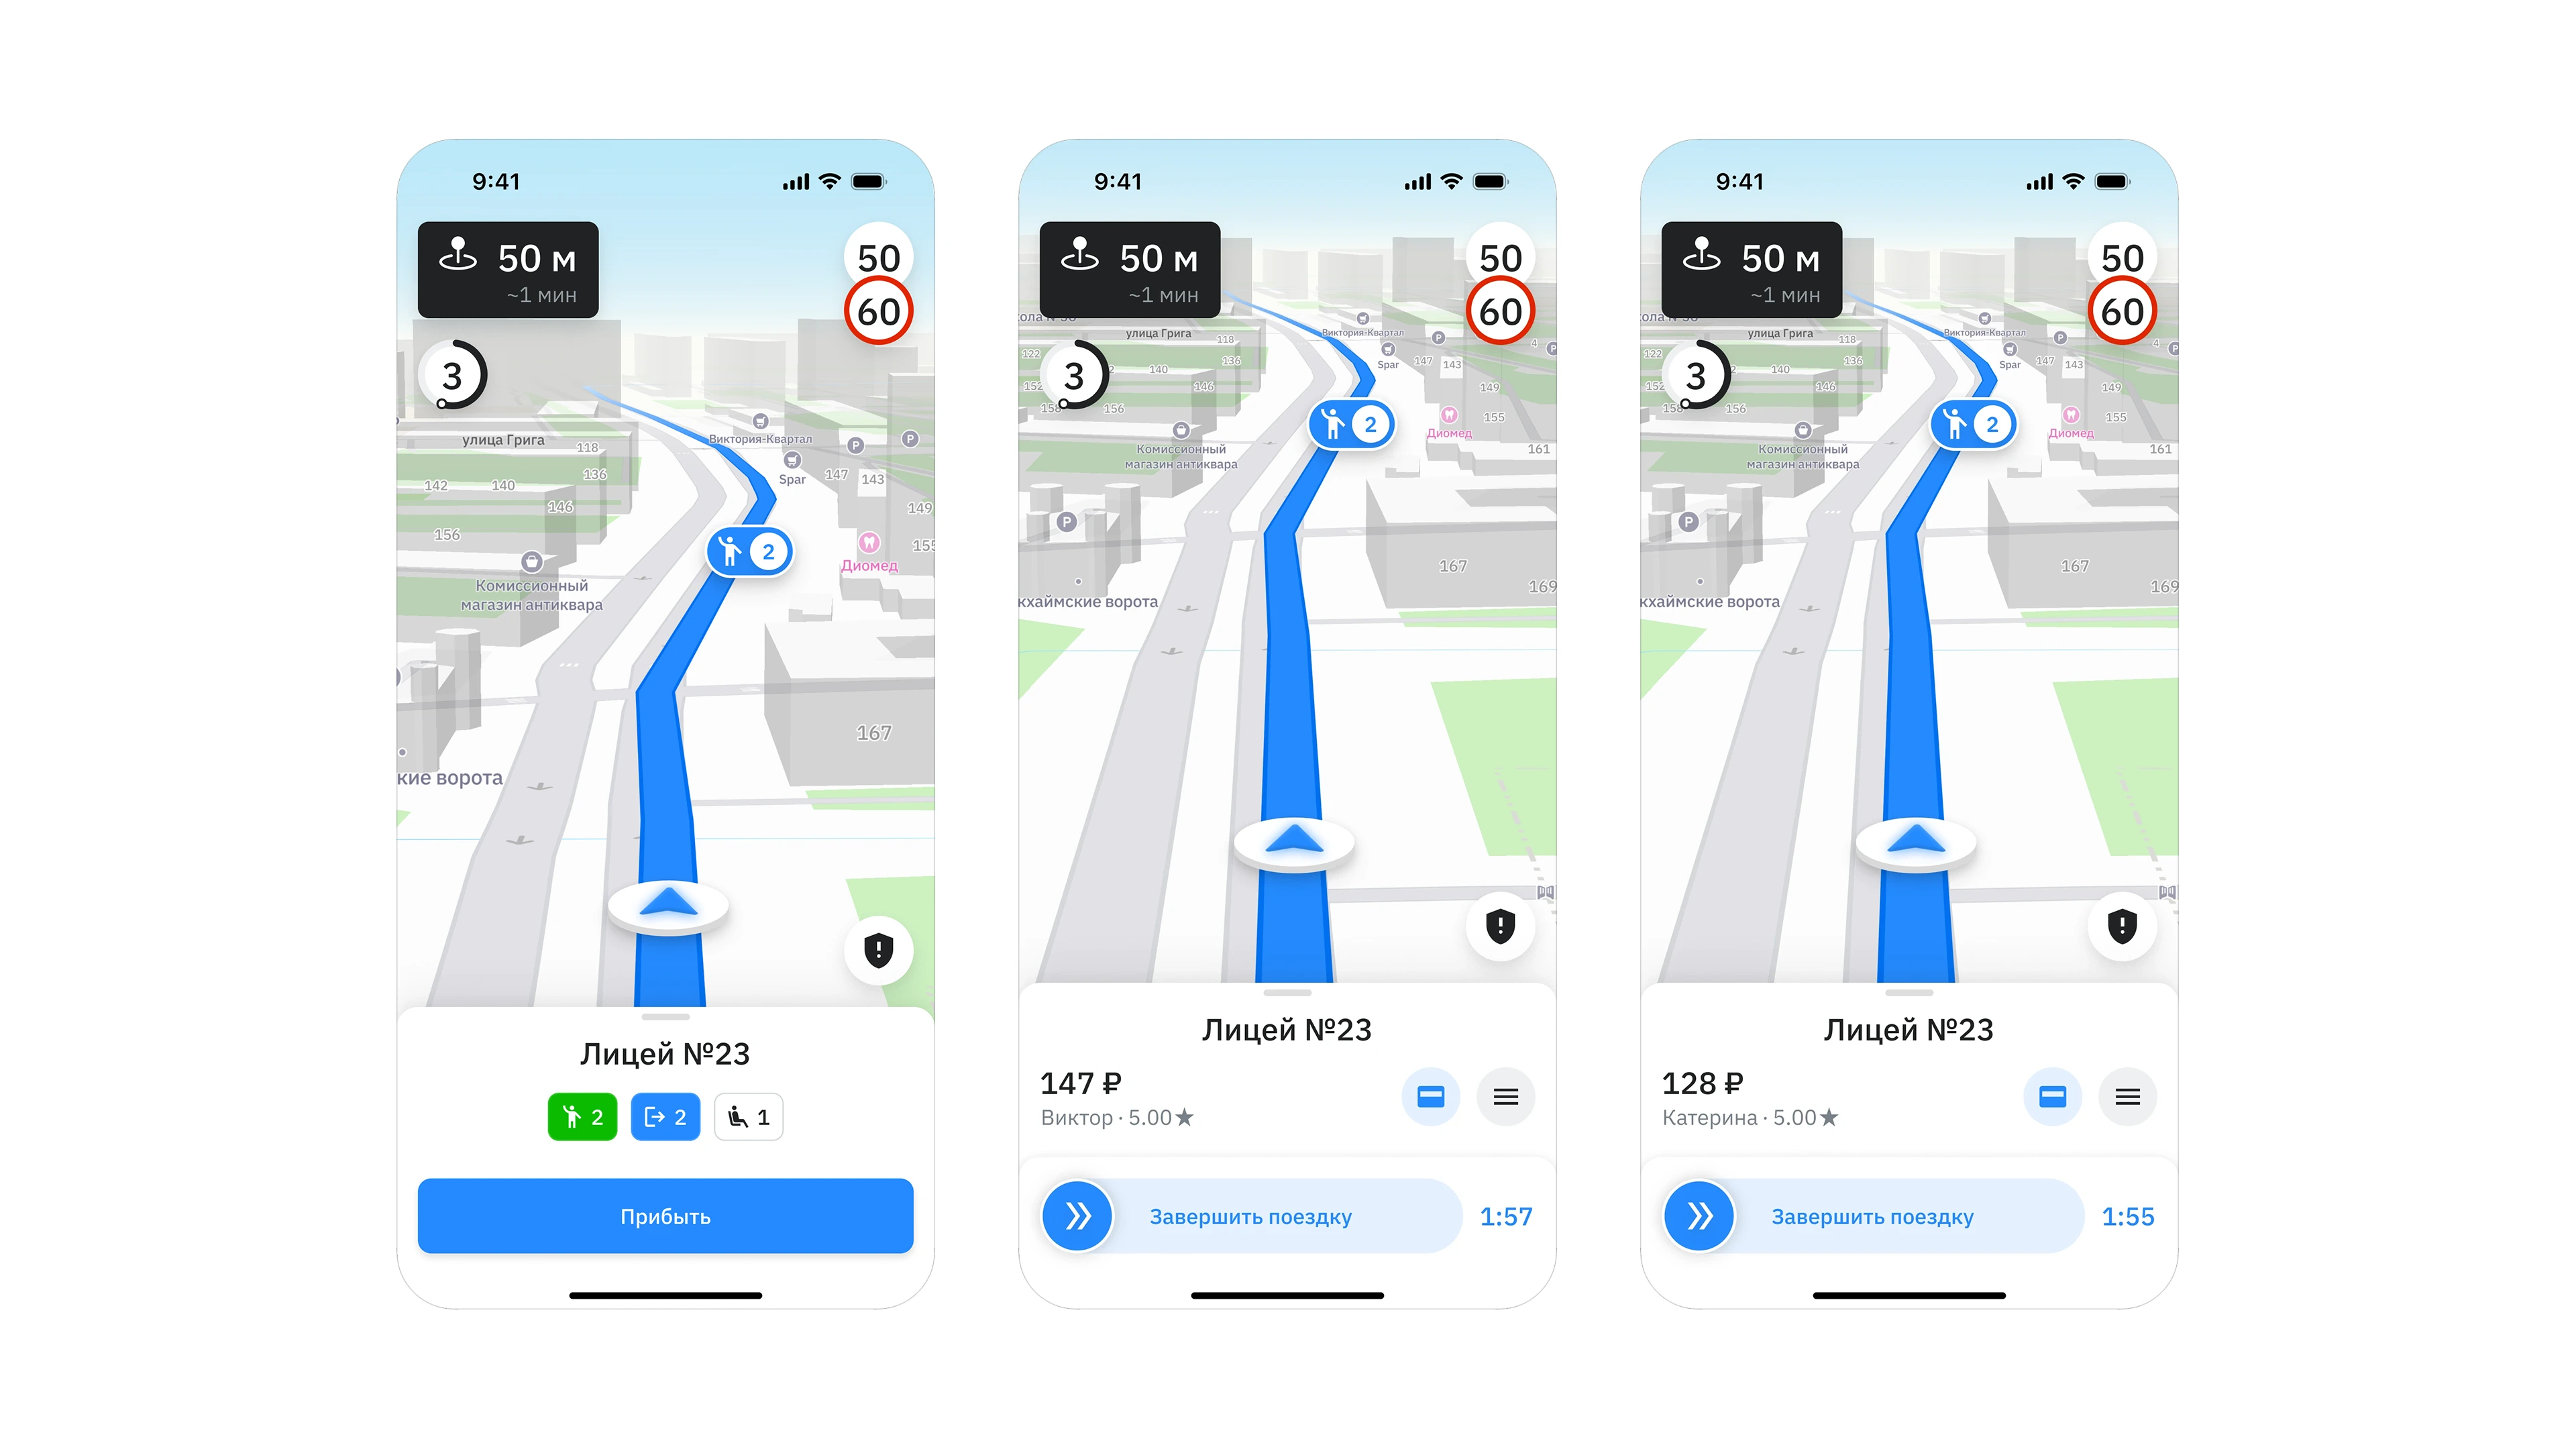 9:41
50 м
~1 мин
50
60
3
улица Грига
118
Виктория-Квартал
136
147
143
Spar
142
140
146
149
156
2
155
Диомед
Комиссионный
магазин антиквара
167
кие ворота
Лицей №23
2
2
1
Прибыть
9:41
50 м
~1 мин
50
60
улица Грига
Виктория-Квартал
118
4
122
136
147
143
Spar
3
2
140
152
146
149
158
156
2
155
Диомед
Комиссионный
магазин антиквара
161
167
169
кхаймские ворота
Лицей №23
147 ₽
Виктор · 5.00★
Завершить поездку
1:57
9:41
50 м
~1 мин
50
60
улица Грига
Виктория-Квартал
118
4
122
136
147
143
Spar
3
2
140
152
146
149
158
156
2
155
Диомед
Комиссионный
магазин антиквара
161
167
169
кхаймские ворота
Лицей №23
128 ₽
Катерина · 5.00★
Завершить поездку
1:55